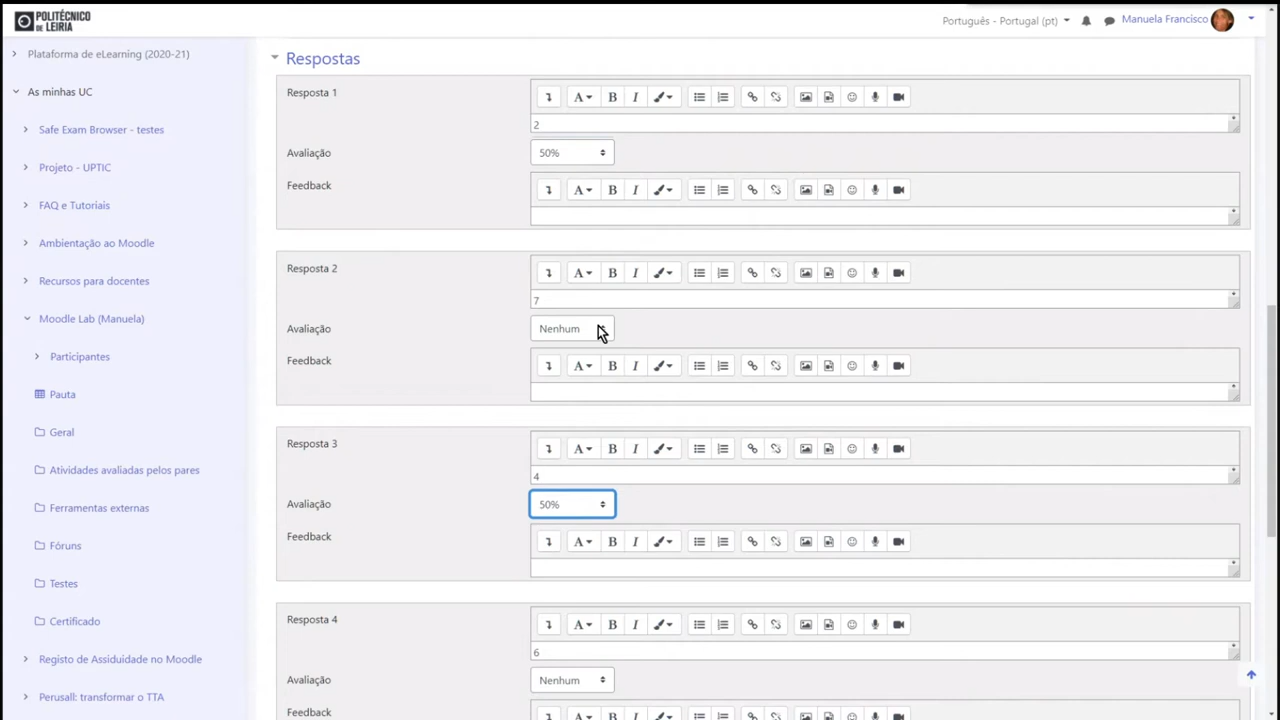 POLITÉCNICO
DE LEIRIA
Português - Portugal (pt)
Manuela Francisco
Plataforma de eLearning (2020-21)
As minhas UC
Safe Exam Browser - testes
Projeto - UPTIC
FAQ e Tutoriais
Ambientação ao Moodle
Recursos para docentes
Moodle Lab (Manuela)
Participantes
Pauta
Geral
Atividades avaliadas pelos pares
Ferramentas externas
Fóruns
Testes
Certificado
Registo de Assiduidade no Moodle
Perusall: transformar o TTA
Respostas
Resposta 1
A B I
2
Avaliação
50%
Feedback
A B I
Resposta 2
A B I
7
Avaliação
Nenhum
Feedback
A B I
Resposta 3
A B I
4
Avaliação
50%
Feedback
A B I
Resposta 4
A B I
6
Avaliação
Nenhum
Feedback